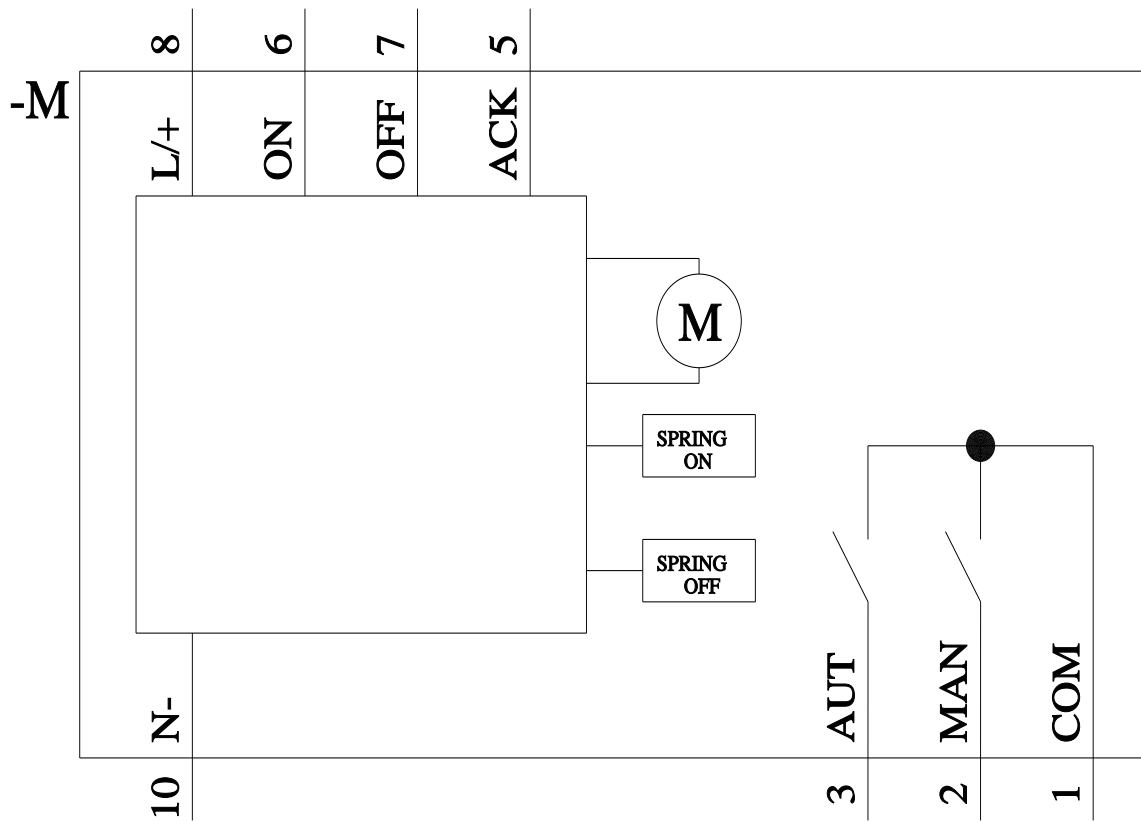 8
6
7
5
-M
L/+
ON
OFF
ACK
M
SPRING
ON
SPRING
OFF
N-
AUT
MAN
COM
10
3
2
1